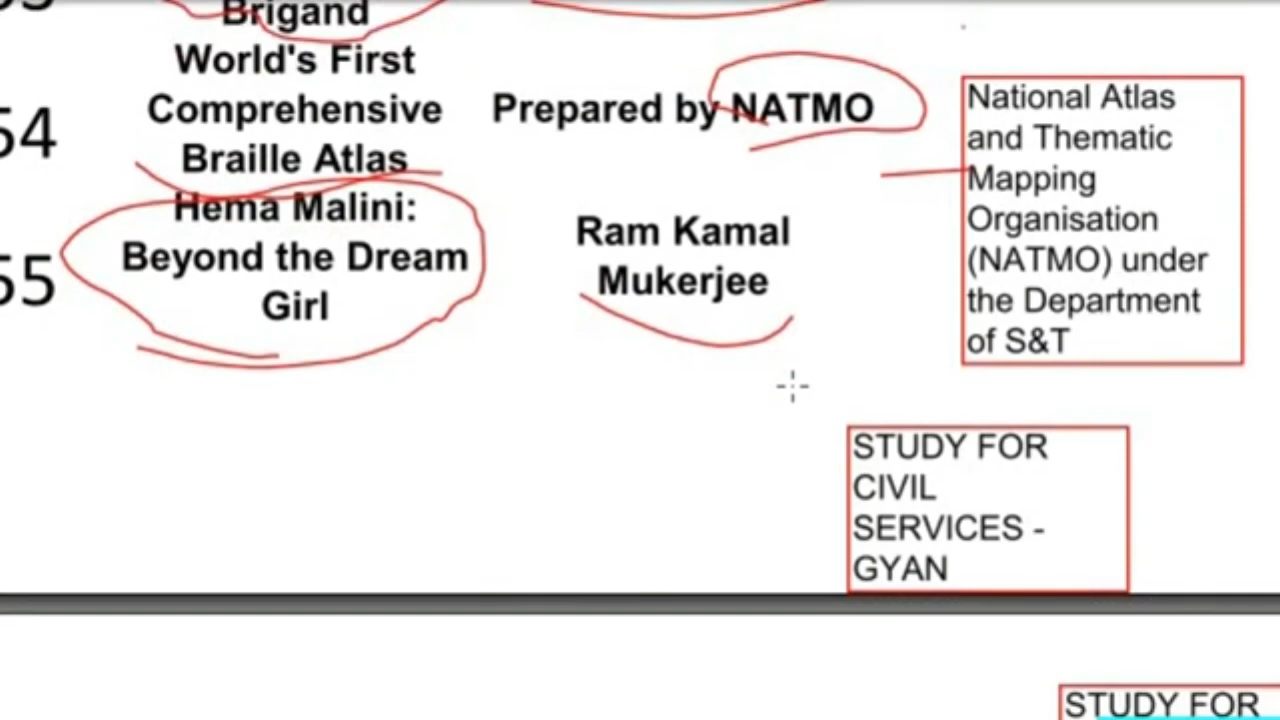 Brigand
54
World's First
Comprehensive
Braille Atlas
Prepared by NATMO
National Atlas
and Thematic
Mapping
Organisation
(NATMO) under
the Department
of S&T
55
Hema Malini:
Beyond the Dream
Girl
Ram Kamal
Mukerjee
STUDY FOR
CIVIL
SERVICES -
GYAN
STUDY FOR